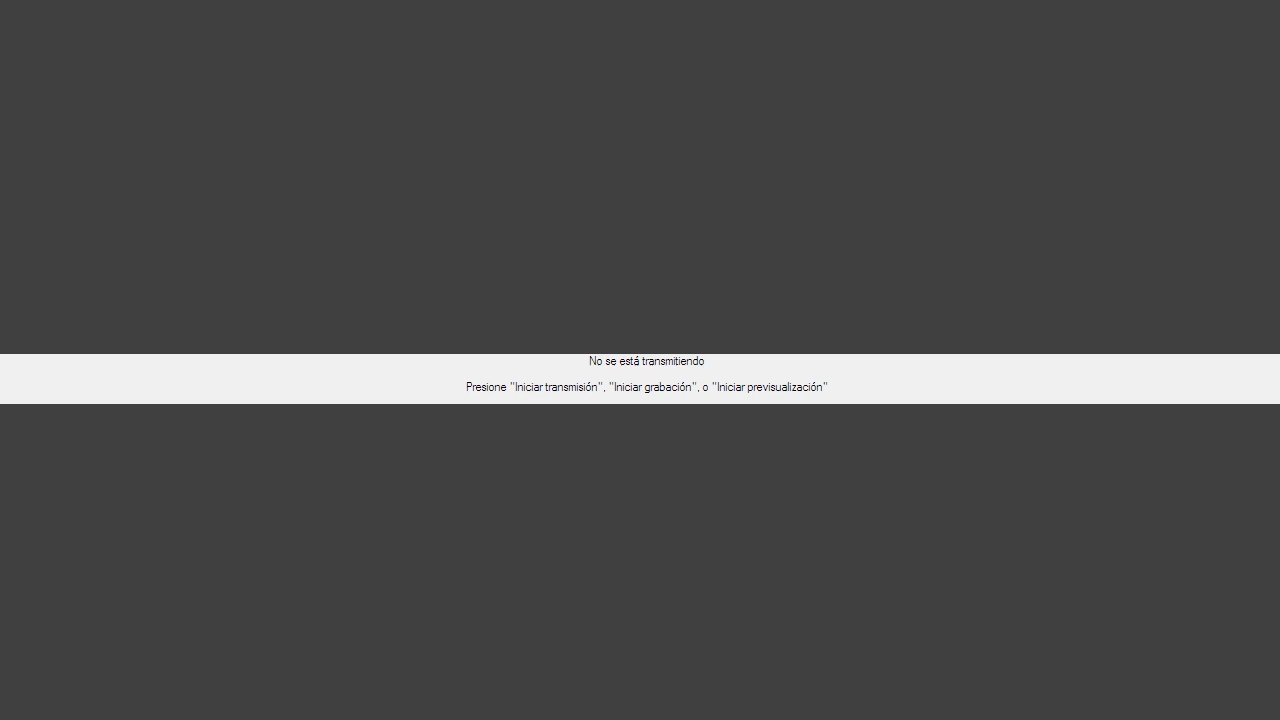 No se está transmitiendo
Presione "Iniciar transmisión", "Iniciar grabación", o "Iniciar previsualización"